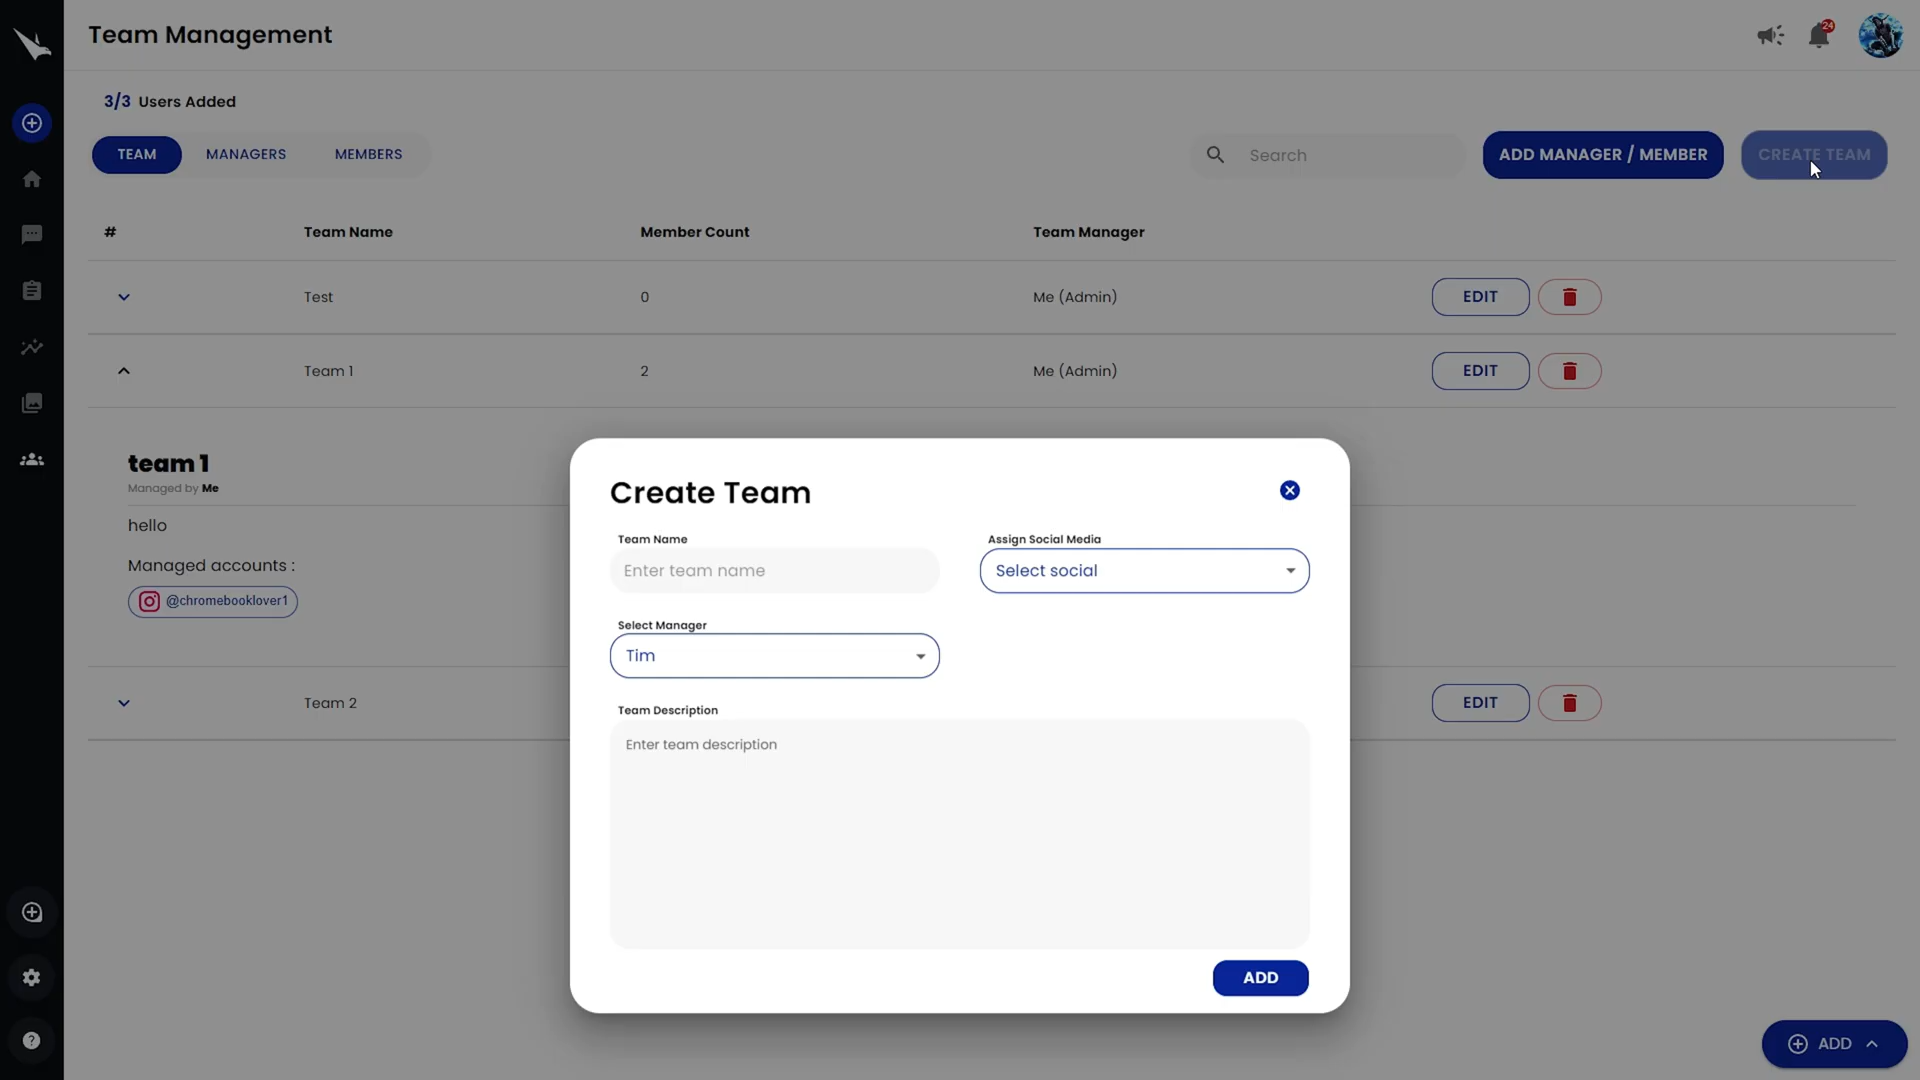 Team Management
24
3/3 Users Added
TEAM
MANAGERS
MEMBERS
Search
ADD MANAGER / MEMBER
CREATE TEAM
#
Team Name
Member Count
Team Manager
Test
0
Me (Admin)
EDIT
Team 1
2
Me (Admin)
EDIT
team 1
Managed by Me
hello
Managed accounts :
@chromebooklover1
Team 2
EDIT
Create Team
Team Name
Enter team name
Assign Social Media
Select social
Select Manager
Tim
Team Description
Enter team description
ADD
ADD